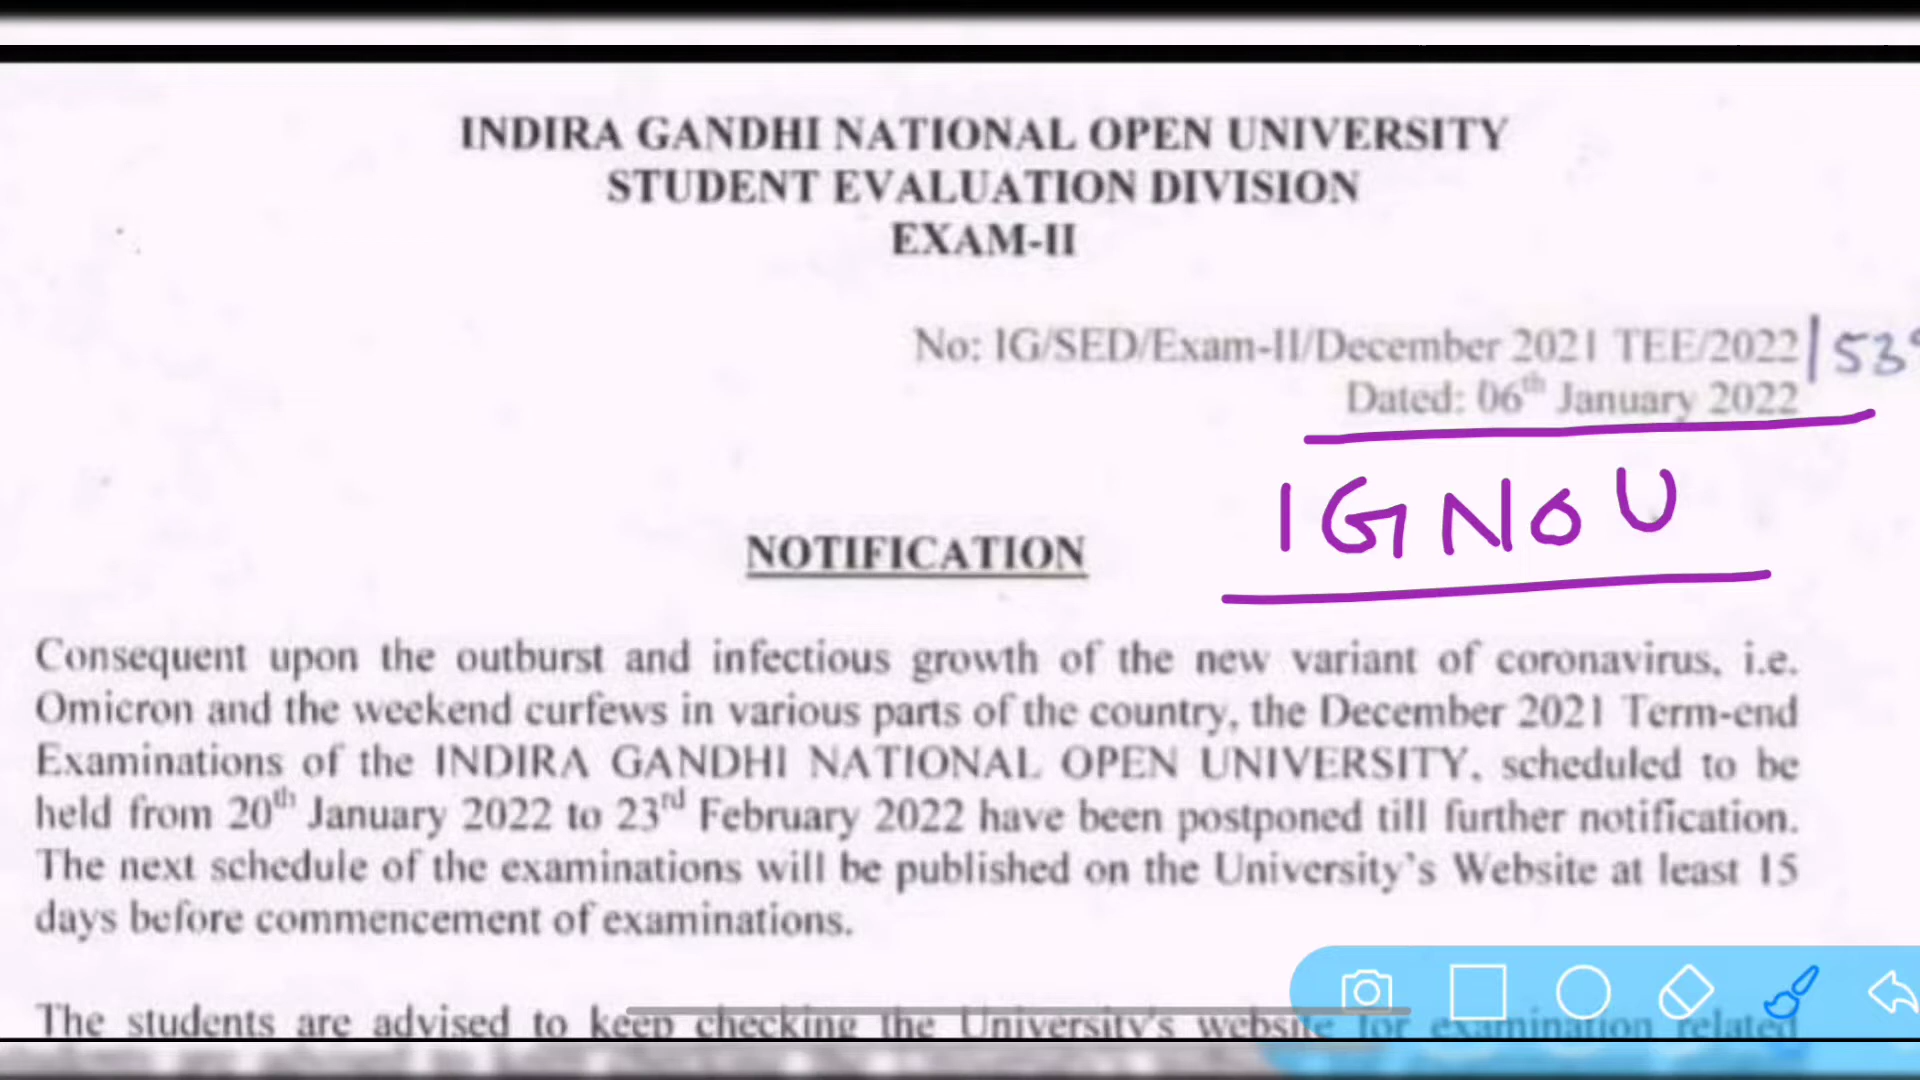 INDIRA GANDHI NATIONAL OPEN UNIVERSITY
STUDENT EVALUATION DIVISION
EXAM-II
No: IG/SED/Exam-II/December 2021 TEE/2022
Dated: 06th January 2022
IGNOU
NOTIFICATION
Consequent upon the outburst and infectious growth of the new variant of coronavirus, i.e.
Omicron and the weekend curfews in various parts of the country, the December 2021 Term-end
Examinations of the INDIRA GANDHI NATIONAL OPEN UNIVERSITY, scheduled to be
held from 20th January 2022 to 23rd February 2022 have been postponed till further notification.
The next schedule of the examinations will be published on the University's Website at least 15
days before commencement of examinations.
The students are advised to keep checking the University's website for examination related